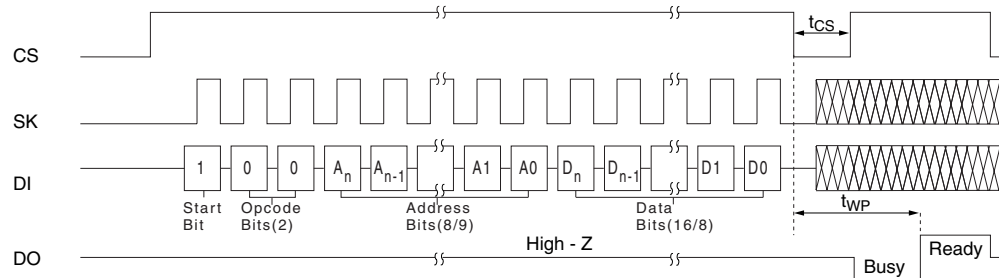 tCS
CS
SK
DI 1 0 0 An An-1 A1 A0 Dn Dn-1 D1 D0
Start Bit
Opcode Bits(2)
Address Bits(8/9)
Data Bits(16/8)
tWP
High - Z
DO
Busy
Ready